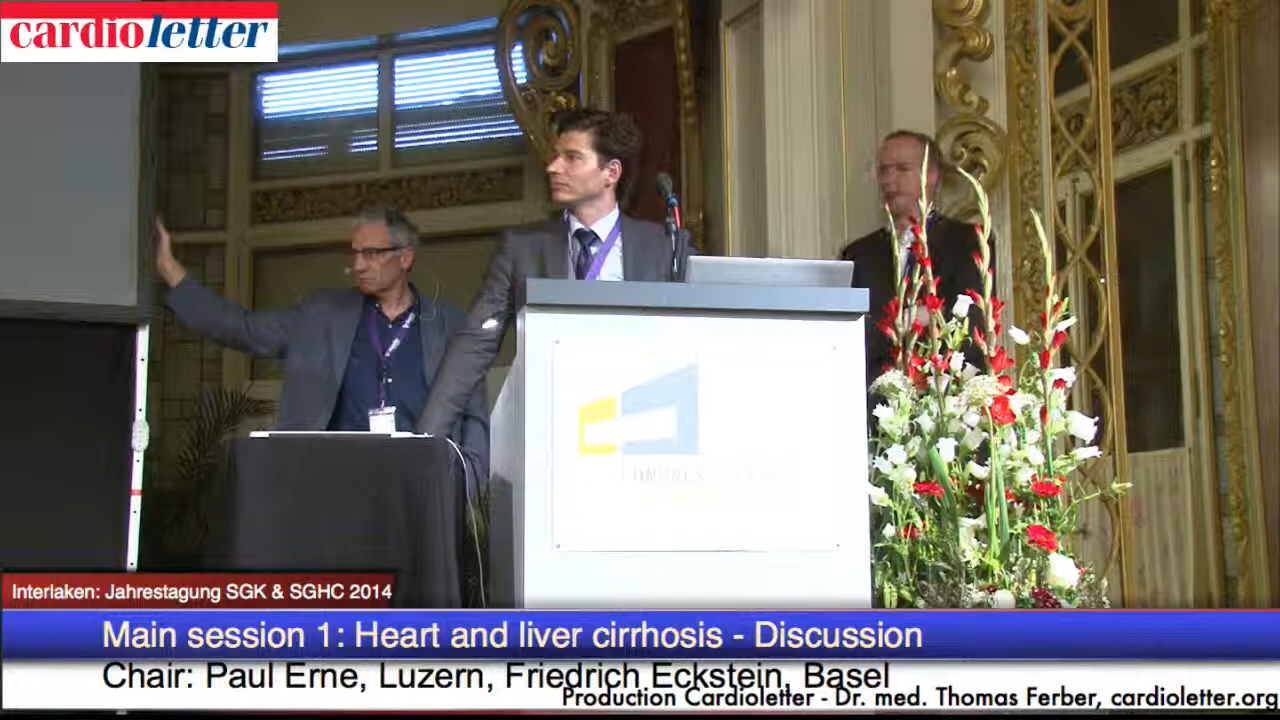 cardioletter
Interlaken: Jahrestagung SGK & SGHC 2014
Main session 1: Heart and liver cirrhosis - Discussion
Chair: Paul Erne, Luzern, Friedrich Eckstein, Basel
Production Cardioletter - Dr. med. Thomas Ferber, cardioletter.org